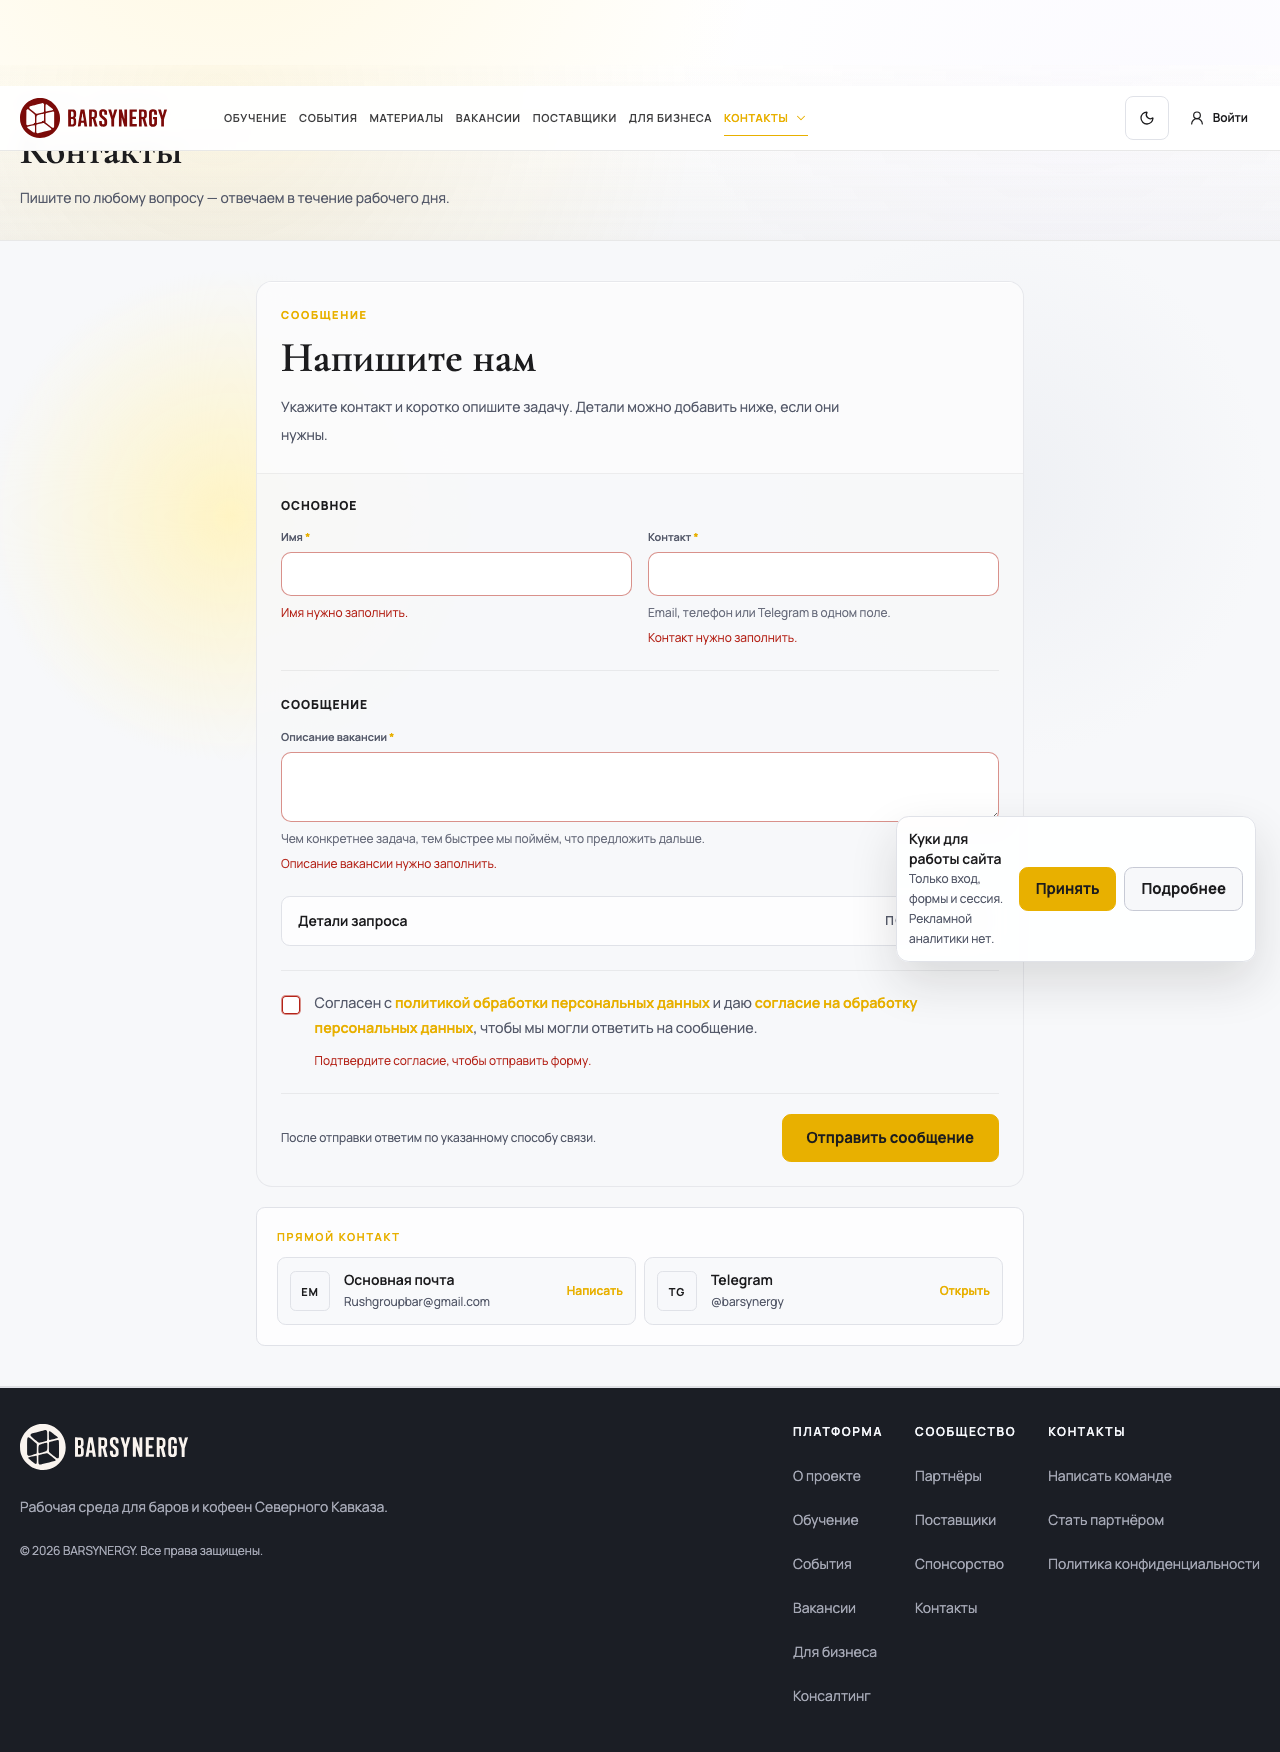 BARSYNERGY
ОБУЧЕНИЕ СОБЫТИЯ МАТЕРИАЛЫ ВАКАНСИИ ПОСТАВЩИКИ ДЛЯ БИЗНЕСА КОНТАКТЫ
Войти
Контакты
Пишите по любому вопросу — отвечаем в течение рабочего дня.
СООБЩЕНИЕ
Напишите нам
Укажите контакт и коротко опишите задачу. Детали можно добавить ниже, если они
нужны.
ОСНОВНОЕ
Имя * Контакт *
Имя нужно заполнить. Email, телефон или Telegram в одном поле.
Контакт нужно заполнить.
СООБЩЕНИЕ
Описание вакансии *
Чем конкретнее задача, тем быстрее мы поймём, что предложить дальше.
Описание вакансии нужно заполнить.
Детали запроса
Куки для
работы сайта
Только вход,
формы и сессия.
Рекламной
аналитики нет.
Принять Подробнее
Согласен с политикой обработки персональных данных и даю согласие на обработку
персональных данных, чтобы мы могли ответить на сообщение.
Подтвердите согласие, чтобы отправить форму.
После отправки ответим по указанному способу связи.
Отправить сообщение
ПРЯМОЙ КОНТАКТ
EM
Основная почта
Rushgroupbar@gmail.com
Написать
TG
Telegram
@barsynergy
Открыть
BARSYNERGY
Рабочая среда для баров и кофеен Северного Кавказа.
© 2026 BARSYNERGY. Все права защищены.
ПЛАТФОРМА
О проекте
Обучение
События
Вакансии
Для бизнеса
Консалтинг
СООБЩЕСТВО
Партнёры
Поставщики
Спонсорство
Контакты
КОНТАКТЫ
Написать команде
Стать партнёром
Политика конфиденциальности